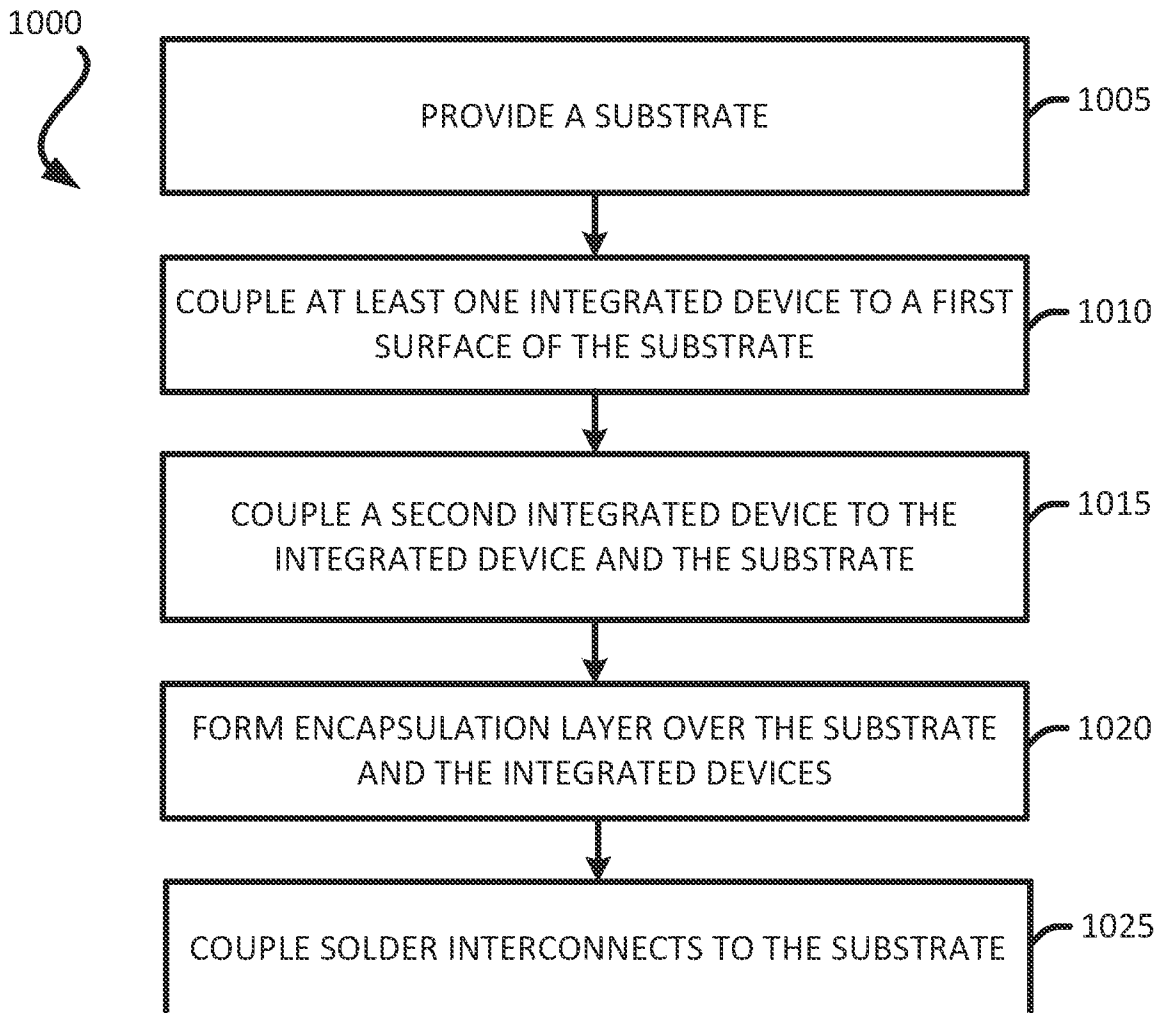 1000
PROVIDE A SUBSTRATE
1005
COUPLE AT LEAST ONE INTEGRATED DEVICE TO A FIRST
SURFACE OF THE SUBSTRATE
1010
COUPLE A SECOND INTEGRATED DEVICE TO THE
INTEGRATED DEVICE AND THE SUBSTRATE
1015
FORM ENCAPSULATION LAYER OVER THE SUBSTRATE
AND THE INTEGRATED DEVICES
1020
COUPLE SOLDER INTERCONNECTS TO THE SUBSTRATE
1025